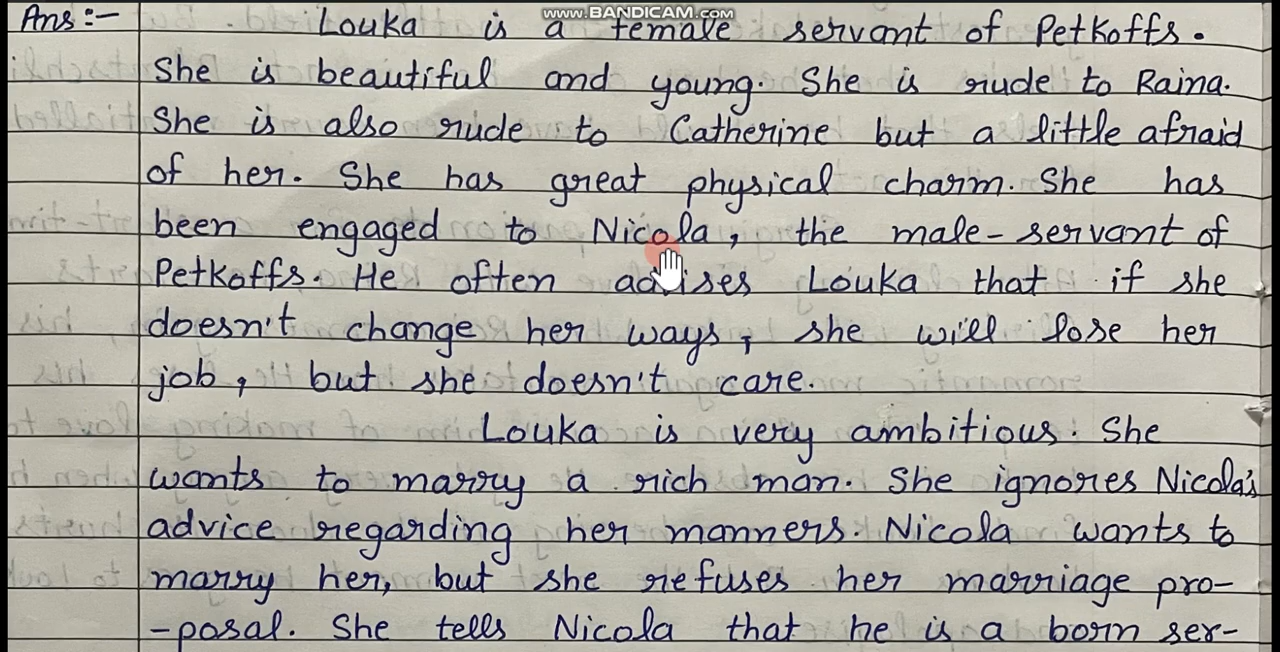 www.BANDICAM.com
Ans:- Louka is a female servant of Petkoffs.
She is beautiful and young. She is rude to Raina.
She is also rude to Catherine but a little afraid
of her. She has great physical charm. She has
been engaged to Nicola, the male-servant of
Petkoffs. He often advises Louka that if she
doesn't change her ways, she will lose her
job, but she doesn't care.
Louka is very ambitious. She
wants to marry a rich man. She ignores Nicola's
advice regarding her manners. Nicola wants to
marry her, but she refuses her marriage pro-
-posal. She tells Nicola that he is a born ser-